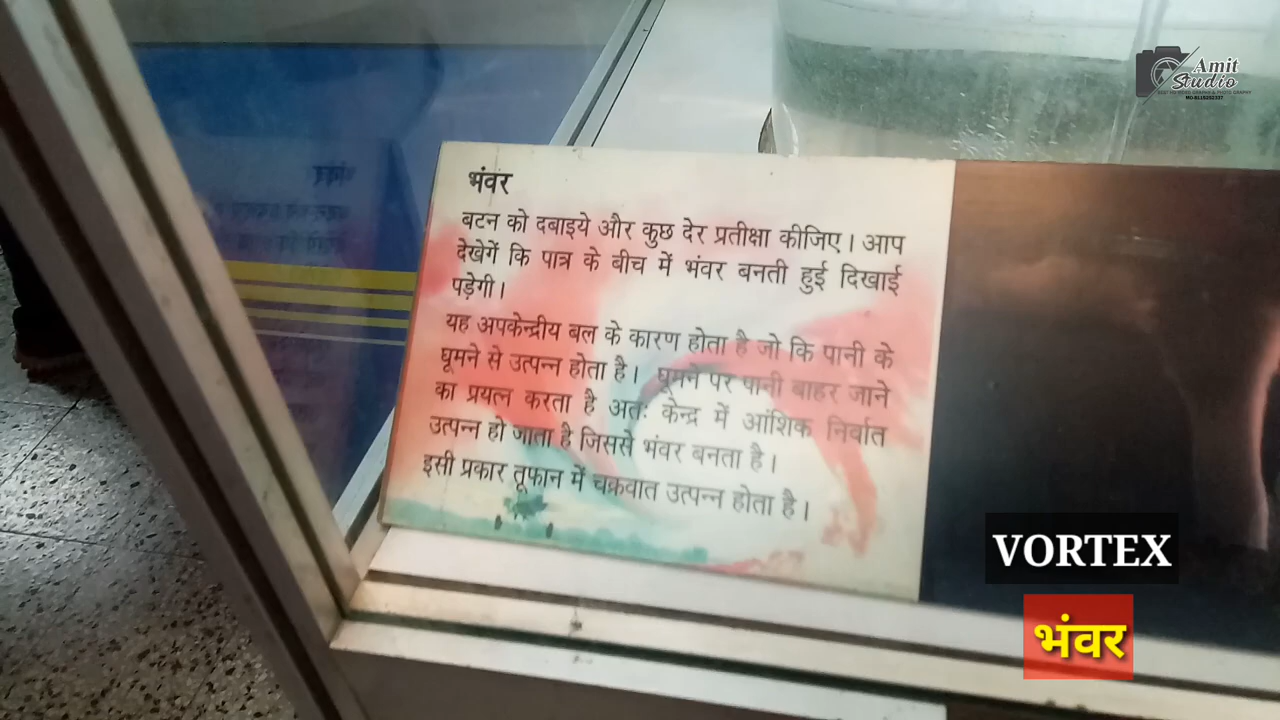 Amit
Studio
भंवर
बटन को दबाइये और कुछ देर प्रतीक्षा कीजिए। आप
देखेगें कि पात्र के बीच में भंवर बनती हुई दिखाई
पड़ेगी।
यह अपकेन्द्रीय बल के कारण होता है जो कि पानी के
घूमने से उत्पन्न होता है। घूमने पर पानी बाहर जाने
का प्रयत्न करता है अतः केन्द्र में आंशिक निर्वात
उत्पन्न हो जाता है जिससे भंवर बनता है।
इसी प्रकार तूफान में चक्रवात उत्पन्न होता है।
VORTEX
भंवर